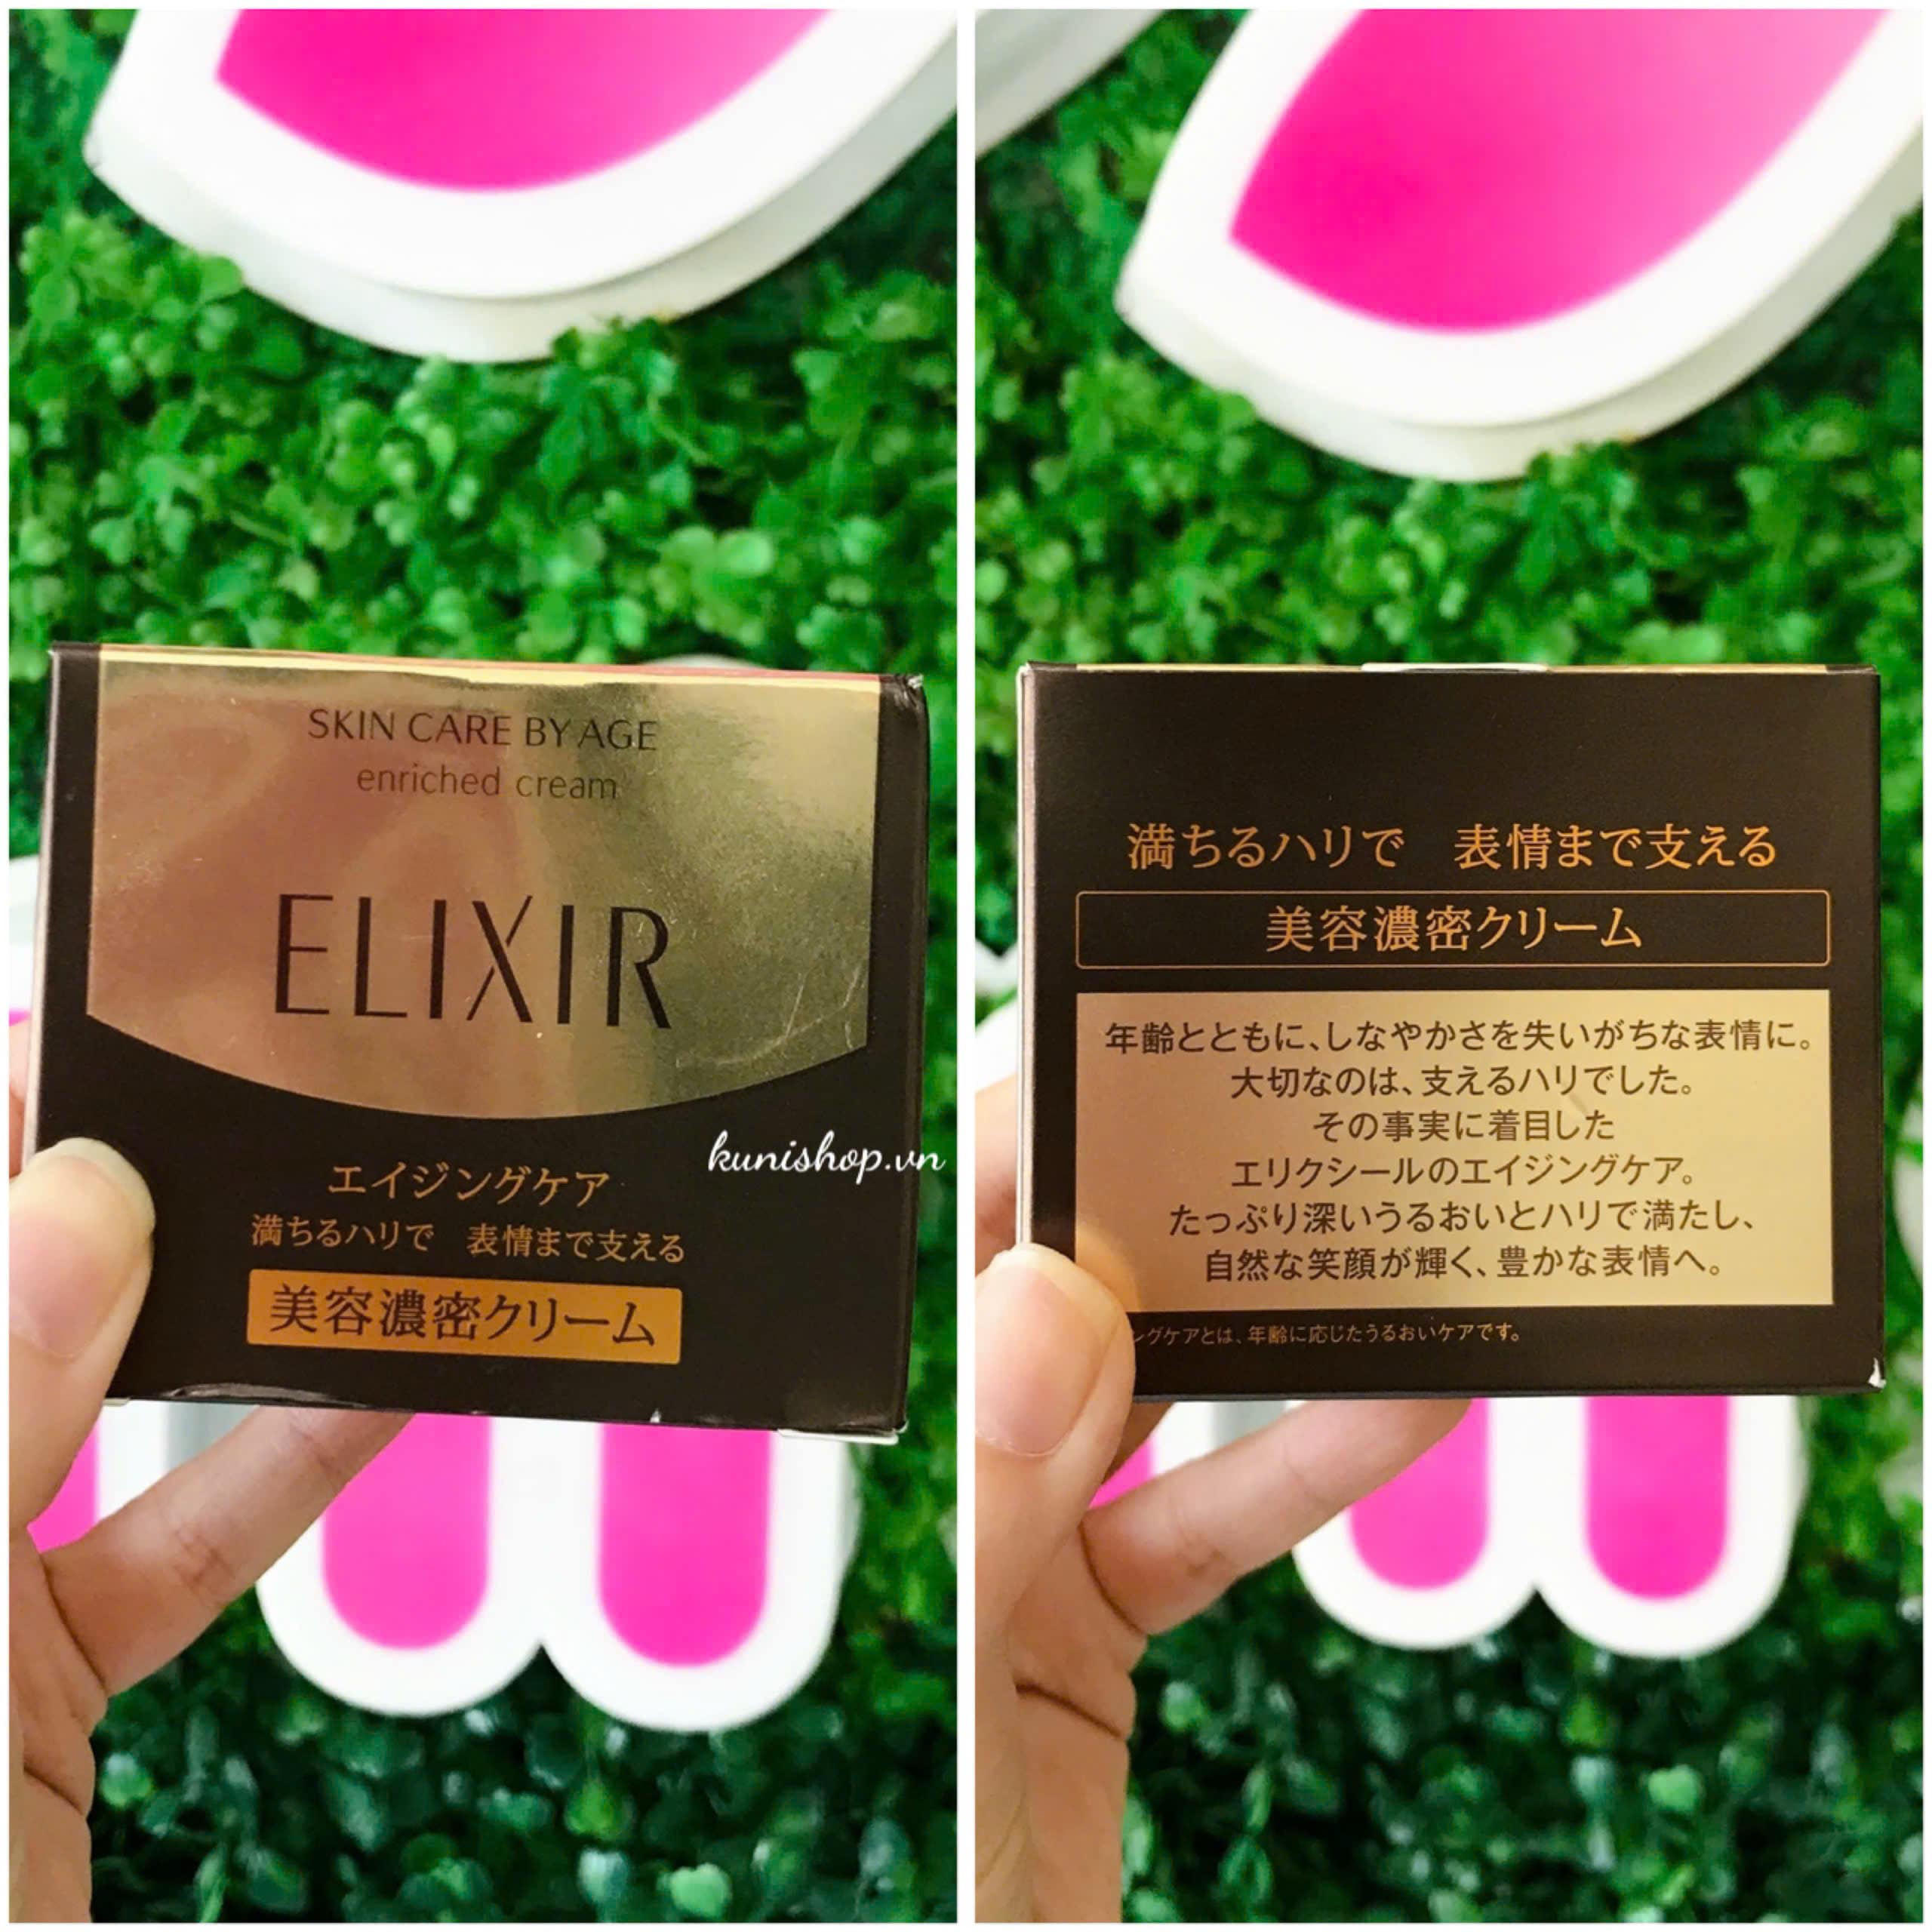 SKIN CARE BY AGE
enriched cream
ELIXIR
kunishop.vn
エイジングケア
満ちるハリで 表情まで支える
美容濃密クリーム
満ちるハリで 表情まで支える
美容濃密クリーム
年齢とともに、しなやかさを失いがちな表情に。
大切なのは、支えるハリでした。
その事実に着目した
エリクシールのエイジングケア。
たっぷり深いうるおいとハリで満たし、
自然な笑顔が輝く、豊かな表情へ。
ングケアとは、年齢に応じたうるおいケアです。